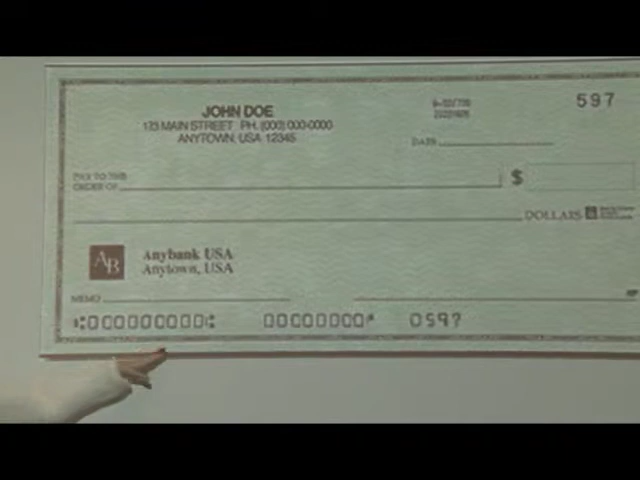 JOHN DOE
123 MAIN STREET PH. (000) 000-0000
ANYTOWN, USA 12345
597
DATE
PAY TO THE
ORDER OF
$
DOLLARS
AB
Anybank USA
Anytown, USA
MEMO
⑆0000000000⑆ 00000000⑈ 0597